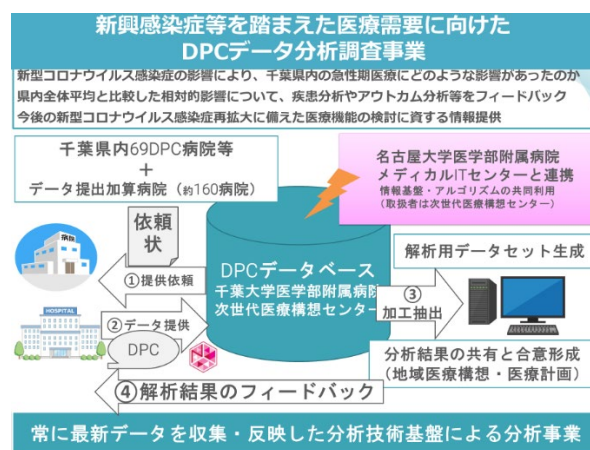 新興感染症等を踏まえた医療需要に向けた
DPCデータ分析調査事業
新型コロナウイルス感染症の影響により、千葉県内の急性期医療にどのような影響があったのか
県内全体平均と比較した相対的影響について、疾患分析やアウトカム分析等をフィードバック
今後の新型コロナウイルス感染症再拡大に備えた医療機能の検討に資する情報提供
千葉県内69DPC病院等
+
データ提出加算病院（約160病院）
名古屋大学医学部附属病院
メディカルITセンターと連携
情報基盤・アルゴリズムの共同利用
（取扱者は次世代医療構想センター）
依頼
状
病院
①提供依頼
DPCデータベース
千葉大学医学部附属病院
次世代医療構想センター
解析用データセット生成
③
加工抽出
HOSPITAL
②データ提供
DPC
分析結果の共有と合意形成
（地域医療構想・医療計画）
④解析結果のフィードバック
常に最新データを収集・反映した分析技術基盤による分析事業